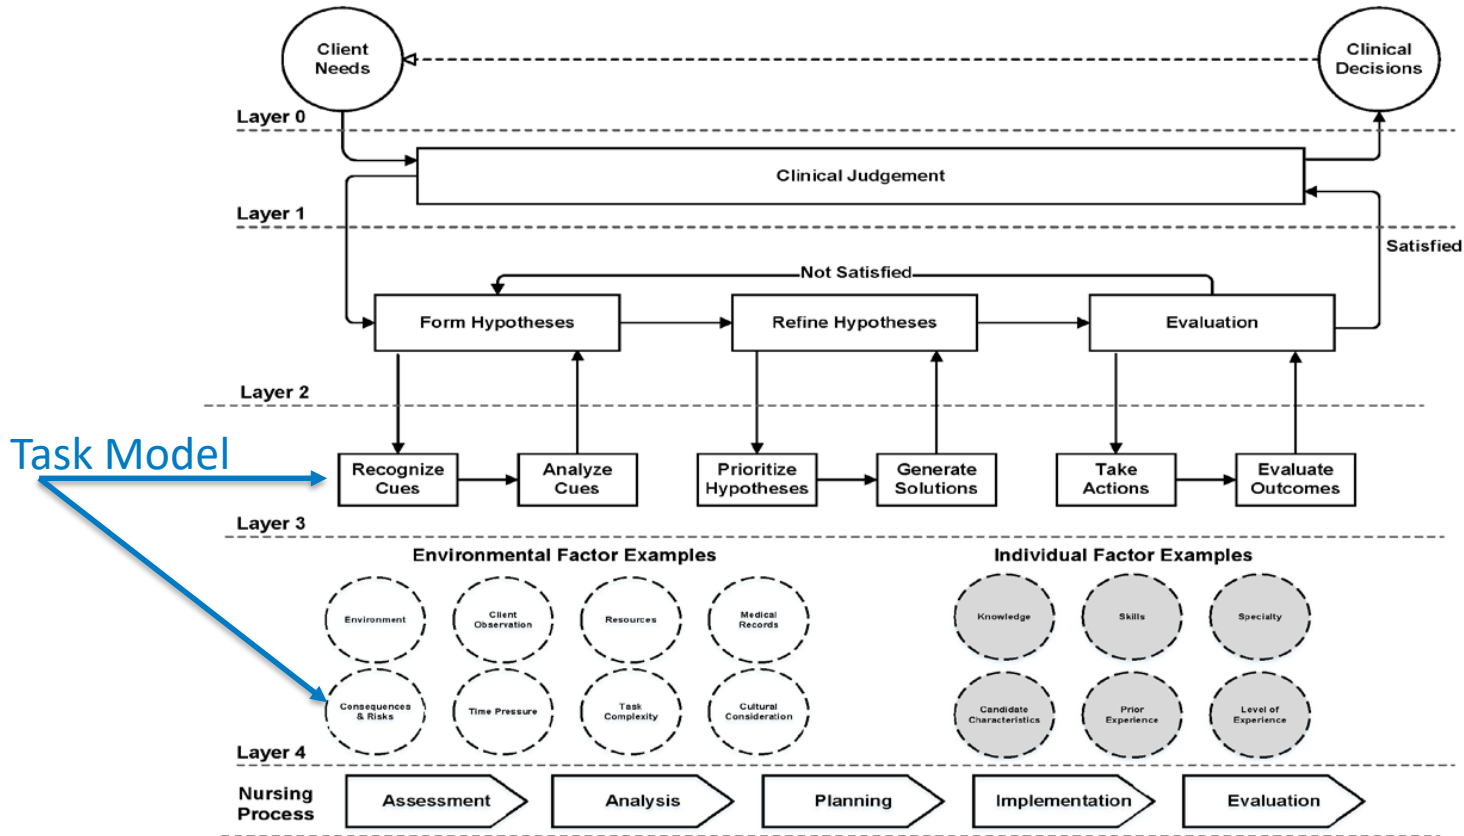 Client
Needs
Clinical
Decisions
Layer 0
Clinical Judgement
Layer 1
Satisfied
Not Satisfied
Form Hypotheses
Refine Hypotheses
Evaluation
Layer 2
Task Model
Recognize
Cues
Analyze
Cues
Prioritize
Hypotheses
Generate
Solutions
Take
Actions
Evaluate
Outcomes
Layer 3
Environmental Factor Examples
Individual Factor Examples
Environment
Client
Observation
Resources
Medical
Records
Knowledge
Skills
Specialty
Consequences
& Risks
Time Pressure
Task
Complexity
Cultural
Consideration
Candidate
Characteristics
Prior
Experience
Level of
Experience
Layer 4
Nursing
Process
Assessment
Analysis
Planning
Implementation
Evaluation